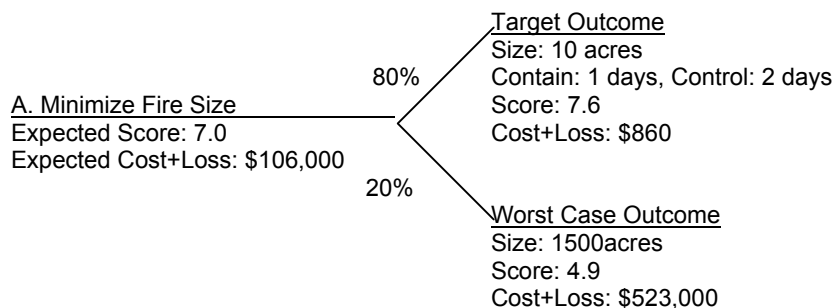 A. Minimize Fire Size
Expected Score: 7.0
Expected Cost+Loss: $106,000
80%
20%
Target Outcome
Size: 10 acres
Contain: 1 days, Control: 2 days
Score: 7.6
Cost+Loss: $860
Worst Case Outcome
Size: 1500acres
Score: 4.9
Cost+Loss: $523,000